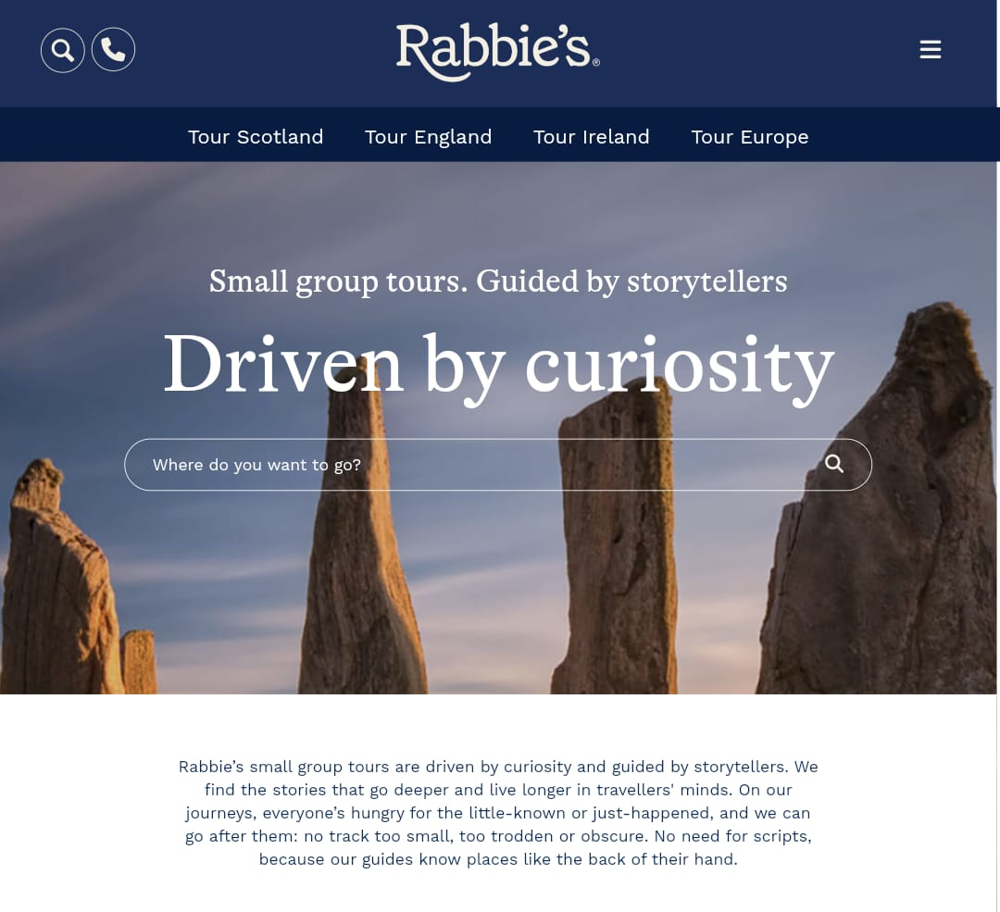 Rabbie's®
Tour Scotland Tour England Tour Ireland Tour Europe
Small group tours. Guided by storytellers
Driven by curiosity
Where do you want to go?
Rabbie’s small group tours are driven by curiosity and guided by storytellers. We
find the stories that go deeper and live longer in travellers' minds. On our
journeys, everyone’s hungry for the little-known or just-happened, and we can
go after them: no track too small, too trodden or obscure. No need for scripts,
because our guides know places like the back of their hand.